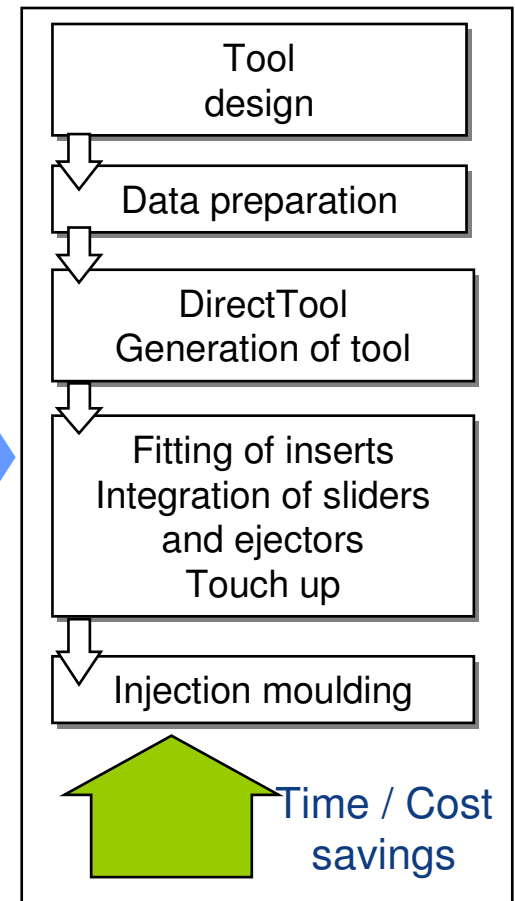 Tool
design
Data preparation
DirectTool
Generation of tool
Fitting of inserts
Integration of sliders
and ejectors
Touch up
Injection moulding
Time / Cost
savings